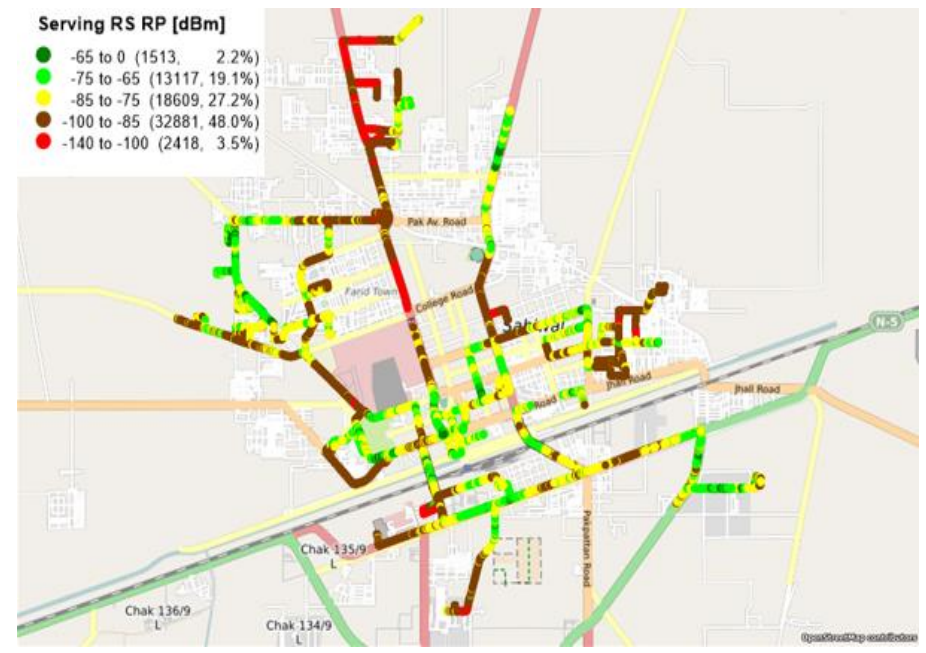 Serving RS RP [dBm]
-65 to 0 (1513, 2.2%)
-75 to -65 (13117, 19.1%)
-85 to -75 (18609, 27.2%)
-100 to -85 (32881, 48.0%)
-140 to -100 (2418, 3.5%)
Pak Av. Road
Farid Town
College Road
N-5
Jhall Road
Jhall Road
Road
Pakpattan Road
Chak 135/9
L
Chak 136/9
L
Chak 134/9
L
OpenStreetMap contributors